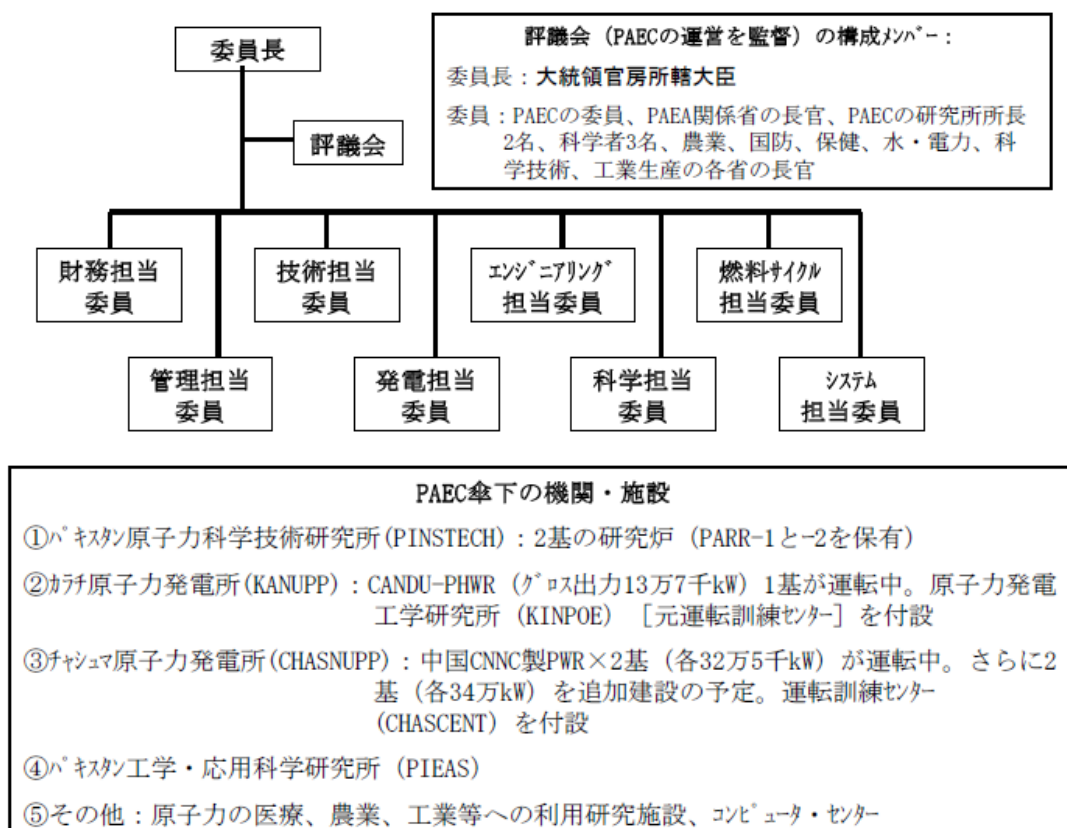 委員長
評議会
評議会（PAECの運営を監督）の構成ﾒﾝﾊﾞｰ：
委員長：大統領官房所轄大臣
委員：PAECの委員、PAEA関係省の長官、PAECの研究所所長
2名、科学者3名、農業、国防、保健、水・電力、科
学技術、工業生産の各省の長官
財務担当
委員
技術担当
委員
ｴﾝｼﾞﾆｱﾘﾝｸﾞ
担当委員
燃料ｻｲｸﾙ
担当委員
管理担当
委員
発電担当
委員
科学担当
委員
ｼｽﾃﾑ
担当委員
PAEC傘下の機関・施設
①ﾊﾟｷｽﾀﾝ原子力科学技術研究所(PINSTECH)：2基の研究炉（PARR-1と-2を保有）
②ｶﾗﾁ原子力発電所(KANUPP)：CANDU-PHWR（ｸﾞﾛｽ出力13万7千kW）1基が運転中。原子力発電
工学研究所（KINPOE）［元運転訓練ｾﾝﾀｰ］を付設
③ﾁｬｼｭﾏ原子力発電所(CHASNUPP)：中国CNNC製PWR×2基（各32万5千kW）が運転中。さらに2
基（各34万kW）を追加建設の予定。運転訓練ｾﾝﾀｰ
(CHASCENT）を付設
④ﾊﾟｷｽﾀﾝ工学・応用科学研究所（PIEAS）
⑤その他：原子力の医療、農業、工業等への利用研究施設、ｺﾝﾋﾟｭｰﾀ・ｾﾝﾀｰ